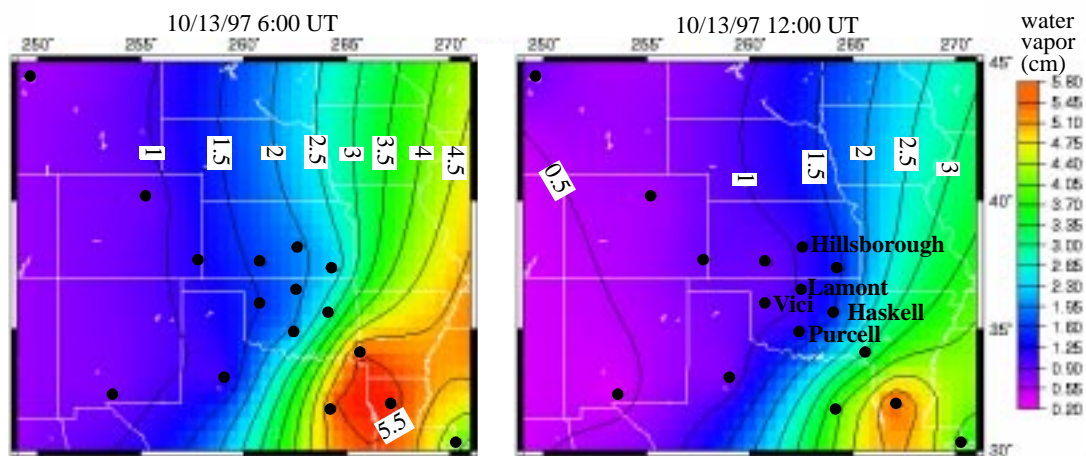 10/13/97 6:00 UT
10/13/97 12:00 UT
water
vapor
(cm)
250° 255° 260° 265° 270°
250° 255° 260° 265° 270°
1 1.5 2 2.5 3 3.5 4 4.5
5.5
0.5 1 1.5 2 2.5 3
45°
40°
35°
30°
Hillsborough
Lamont
Vici
Haskell
Purcell
5.80
5.45
5.10
4.75
4.40
4.05
3.70
3.35
3.00
2.65
2.30
1.95
1.60
1.25
0.90
0.55
0.20